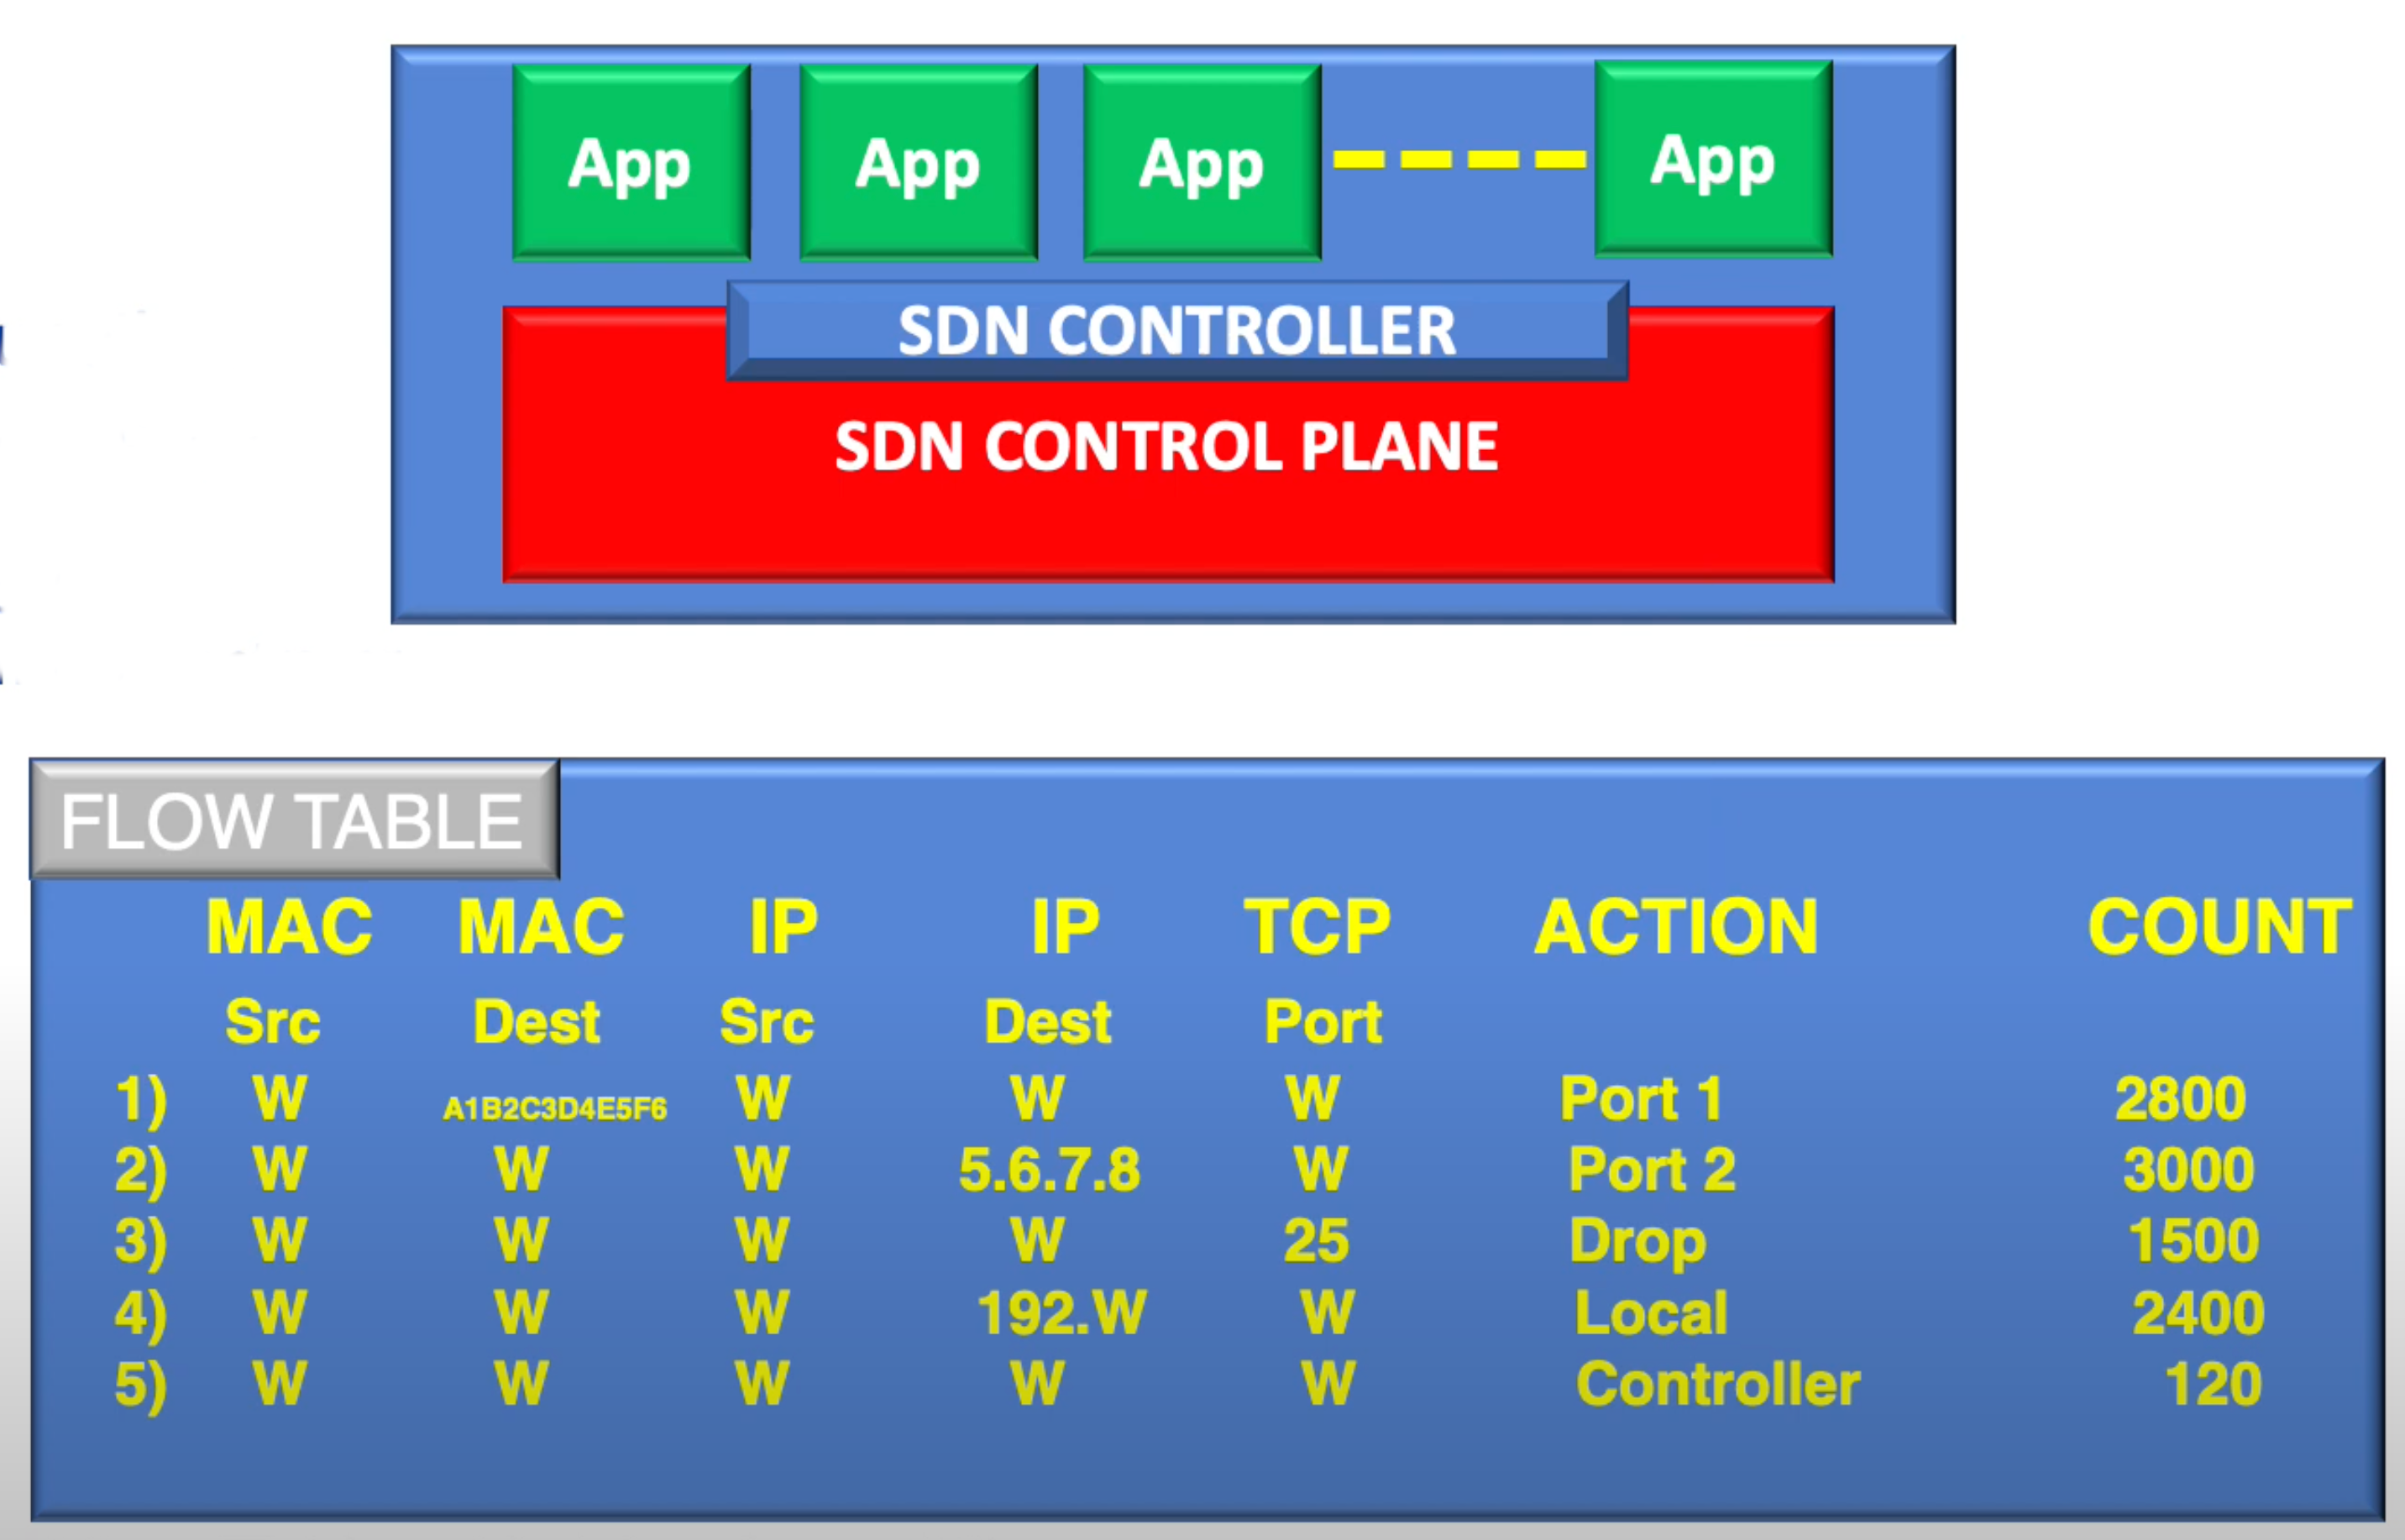 App App App App
SDN CONTROLLER
SDN CONTROL PLANE
FLOW TABLE
MAC MAC IP IP TCP ACTION COUNT
Src Dest Src Dest Port
1) W A1B2C3D4E5F6 W W W Port 1 2800
2) W W W 5.6.7.8 W Port 2 3000
3) W W W W 25 Drop 1500
4) W W W 192.W W Local 2400
5) W W W W W Controller 120